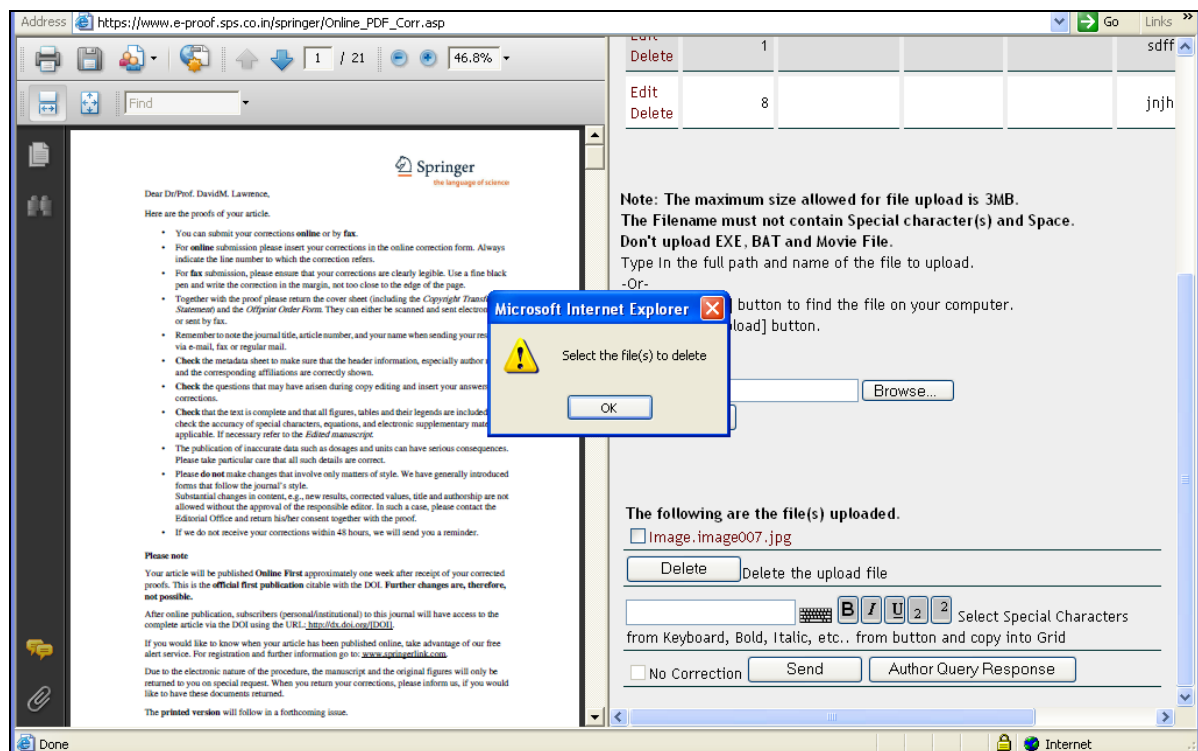 Address https://www.e-proof.sps.co.in/springer/Online_PDF_Corr.asp Go Links »
1 / 21 46.8%
Find
Springer
the language of science
Dear Dr/Prof. DavidM. Lawrence,
Here are the proofs of your article.
• You can submit your corrections online or by fax.
• For online submission please insert your corrections in the online correction form. Always
indicate the line number to which the correction refers.
• For fax submission, please ensure that your corrections are clearly legible. Use a fine black
pen and write the correction in the margin, not too close to the edge of the page.
• Together with the proof please return the cover sheet (including the Copyright Transf
Statement) and the Offprint Order Form. They can either be scanned and sent electron
or sent by fax.
• Remember to note the journal title, article number, and your name when sending your res
via e-mail, fax or regular mail.
• Check the metadata sheet to make sure that the header information, especially author
and the corresponding affiliations are correctly shown.
• Check the questions that may have arisen during copy editing and insert your answer
corrections.
• Check that the text is complete and that all figures, tables and their legends are included
check the accuracy of special characters, equations, and electronic supplementary mate
applicable. If necessary refer to the Edited manuscript.
• The publication of inaccurate data such as dosages and units can have serious consequences.
Please take particular care that all such details are correct.
• Please do not make changes that involve only matters of style. We have generally introduced
forms that follow the journal's style.
Substantial changes in content, e.g., new results, corrected values, title and authorship are not
allowed without the approval of the responsible editor. In such a case, please contact the
Editorial Office and return his/her consent together with the proof.
• If we do not receive your corrections within 48 hours, we will send you a reminder.
Please note
Your article will be published Online First approximately one week after receipt of your corrected
proofs. This is the official first publication citable with the DOI. Further changes are, therefore,
not possible.
After online publication, subscribers (personal/institutional) to this journal will have access to the
complete article via the DOI using the URL: http://dx.doi.org/[DOI].
If you would like to know when your article has been published online, take advantage of our free
alert service. For registration and further information go to: www.springerlink.com.
Due to the electronic nature of the procedure, the manuscript and the original figures will only be
returned to you on special request. When you return your corrections, please inform us, if you would
like to have these documents returned.
The printed version will follow in a forthcoming issue.
Edit
Delete 1 sdff
Edit
Delete 8 jnjh
Note: The maximum size allowed for file upload is 3MB.
The Filename must not contain Special character(s) and Space.
Don't upload EXE, BAT and Movie File.
Type In the full path and name of the file to upload.
-Or-
] button to find the file on your computer.
load] button.
Browse...
Microsoft Internet Explorer
Select the file(s) to delete
OK
The following are the file(s) uploaded.
Image.image007.jpg
Delete Delete the upload file
B I U 2 2 Select Special Characters
from Keyboard, Bold, Italic, etc.. from button and copy into Grid
No Correction Send Author Query Response
Done Internet